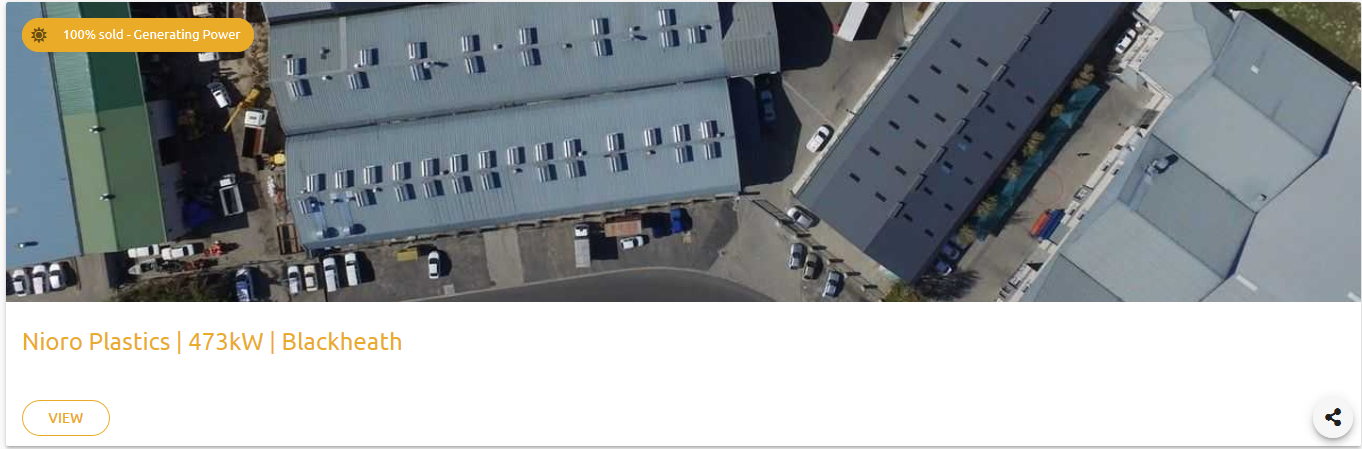 100% sold - Generating Power
Nioro Plastics | 473kW | Blackheath
VIEW